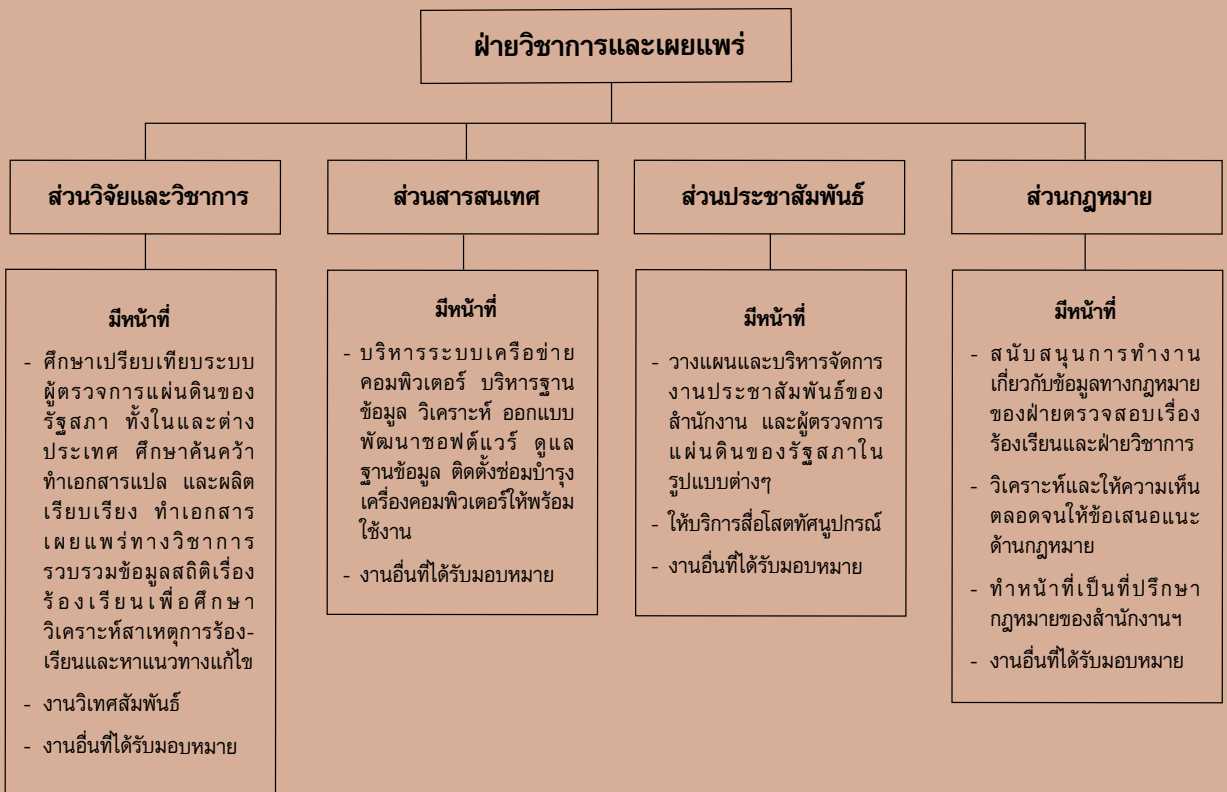 ฝ่ายวิชาการและเผยแพร่
ส่วนวิจัยและวิชาการ
ส่วนสารสนเทศ
ส่วนประชาสัมพันธ์
ส่วนกฎหมาย
มีหน้าที่
- ศึกษาเปรียบเทียบระบบ
ผู้ตรวจการแผ่นดินของ
รัฐสภา ทั้งในและต่าง
ประเทศ ศึกษาค้นคว้า
ทำเอกสารแปล และผลิต
เรียบเรียง ทำเอกสาร
เผยแพร่ทางวิชาการ
รวบรวมข้อมูลสถิติเรื่อง
ร้องเรียนเพื่อศึกษา
วิเคราะห์สาเหตุการร้อง-
เรียนและหาแนวทางแก้ไข
- งานวิเทศสัมพันธ์
- งานอื่นที่ได้รับมอบหมาย
มีหน้าที่
- บริหารระบบเครือข่าย
คอมพิวเตอร์ บริหารฐาน
ข้อมูล วิเคราะห์ ออกแบบ
พัฒนาซอฟต์แวร์ ดูแล
ฐานข้อมูล ติดตั้งซ่อมบำรุง
เครื่องคอมพิวเตอร์ให้พร้อม
ใช้งาน
- งานอื่นที่ได้รับมอบหมาย
มีหน้าที่
- วางแผนและบริหารจัดการ
งานประชาสัมพันธ์ของ
สำนักงาน และผู้ตรวจการ
แผ่นดินของรัฐสภาใน
รูปแบบต่างๆ
- ให้บริการสื่อโสตทัศนูปกรณ์
- งานอื่นที่ได้รับมอบหมาย
มีหน้าที่
- สนับสนุนการทำงาน
เกี่ยวกับข้อมูลทางกฎหมาย
ของฝ่ายตรวจสอบเรื่อง
ร้องเรียนและฝ่ายวิชาการ
- วิเคราะห์และให้ความเห็น
ตลอดจนให้ข้อเสนอแนะ
ด้านกฎหมาย
- ทำหน้าที่เป็นที่ปรึกษา
กฎหมายของสำนักงานฯ
- งานอื่นที่ได้รับมอบหมาย